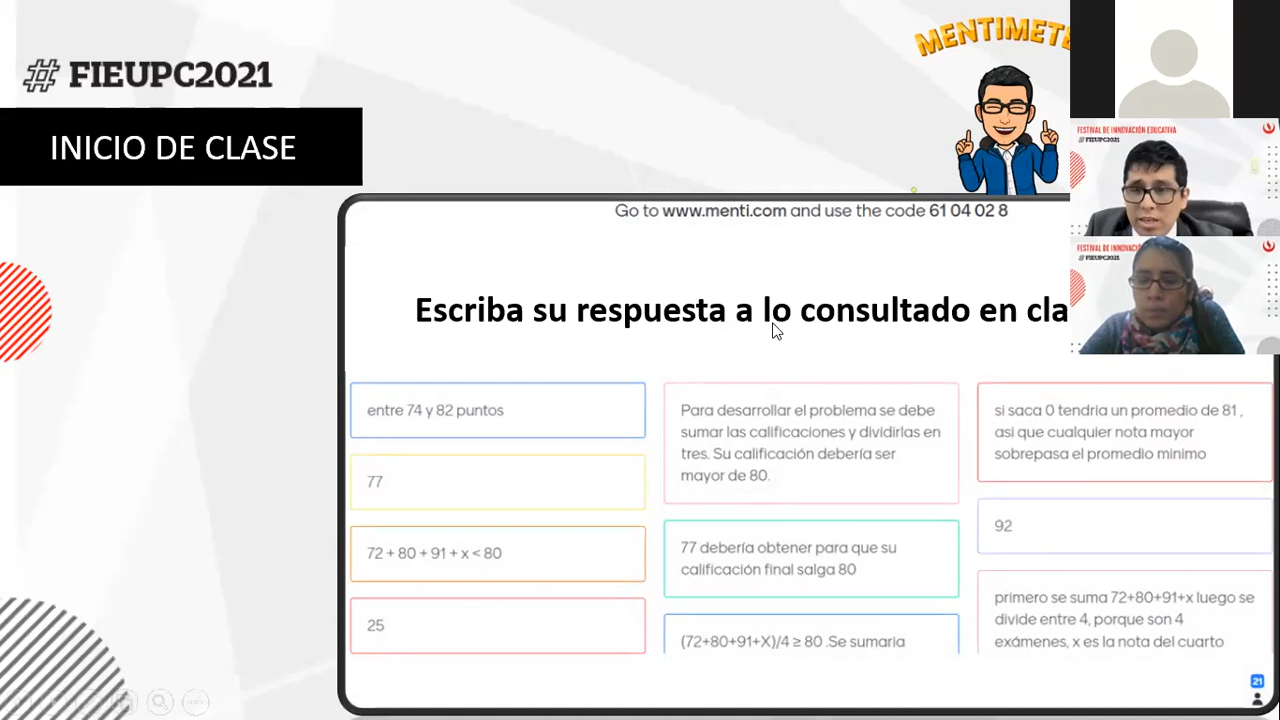 # FIEUPC2021
MENTIMETE
INICIO DE CLASE
FESTIVAL DE INNOVACIÓN EDUCATIVA
# FIEUPC2021
FESTIVAL DE INNOVACIÓ
# FIEUPC2021
Go to www.menti.com and use the code 61 04 02 8
Escriba su respuesta a lo consultado en cla
entre 74 y 82 puntos
77
72 + 80 + 91 + x < 80
25
Para desarrollar el problema se debe
sumar las calificaciones y dividirlas en
tres. Su calificación debería ser
mayor de 80.
77 debería obtener para que su
calificación final salga 80
(72+80+91+X)/4 ≥ 80 .Se sumaria
si saca 0 tendria un promedio de 81 ,
asi que cualquier nota mayor
sobrepasa el promedio minimo
92
primero se suma 72+80+91+x luego se
divide entre 4, porque son 4
exámenes, x es la nota del cuarto
21